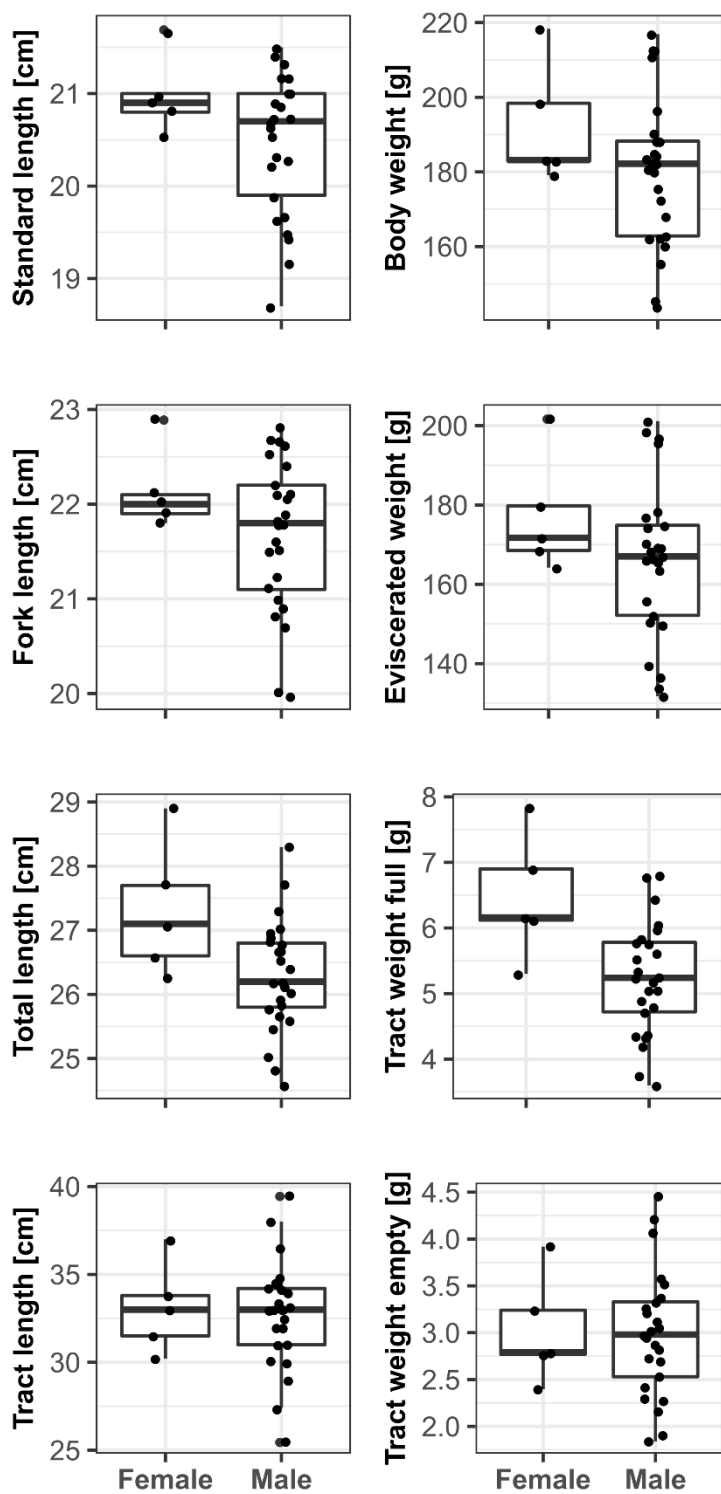 Standard length [cm]
21
20
19
Body weight [g]
220
200
180
160
Fork length [cm]
23
22
21
20
Eviscerated weight [g]
200
180
160
140
Total length [cm]
29
28
27
26
25
Tract weight full [g]
8
7
6
5
4
Tract length [cm]
40
35
30
25
Female
Male
Tract weight empty [g]
4.5
4.0
3.5
3.0
2.5
2.0
Female
Male